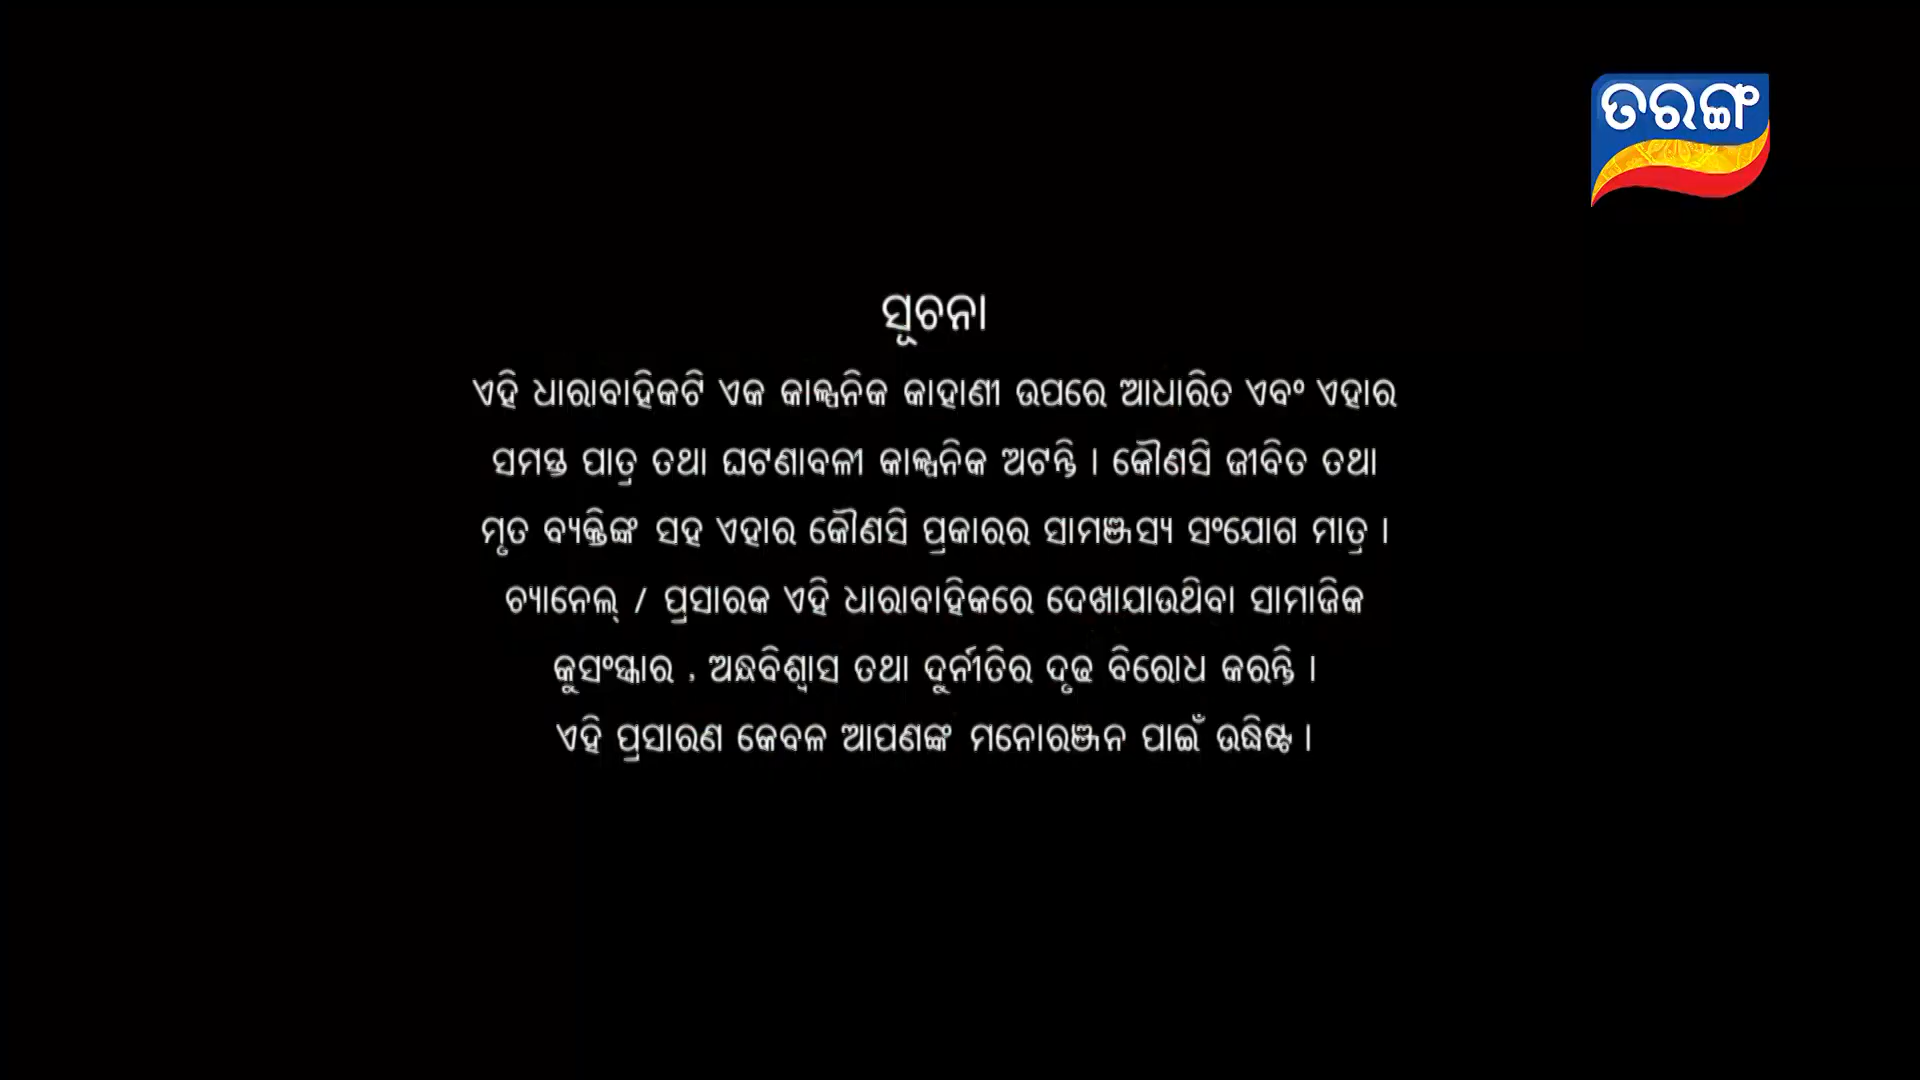 ତରଙ୍ଗ
ସୂଚନା
ଏହି ଧାରାବାହିକଟି ଏକ କାଳ୍ପନିକ କାହାଣୀ ଉପରେ ଆଧାରିତ ଏବଂ ଏହାର
ସମସ୍ତ ପାତ୍ର ତଥା ଘଟଣାବଳୀ କାଳ୍ପନିକ ଅଟନ୍ତି । କୌଣସି ଜୀବିତ ତଥା
ମୃତ ବ୍ୟକ୍ତିଙ୍କ ସହ ଏହାର କୌଣସି ପ୍ରକାରର ସାମଞ୍ଜସ୍ୟ ସଂଯୋଗ ମାତ୍ର ।
ଚ୍ୟାନେଲ୍ / ପ୍ରସାରକ ଏହି ଧାରାବାହିକରେ ଦେଖାଯାଉଥିବା ସାମାଜିକ
କୁସଂସ୍କାର , ଅନ୍ଧବିଶ୍ୱାସ ତଥା ଦୁର୍ନୀତିର ଦୃଢ ବିରୋଧ କରନ୍ତି ।
ଏହି ପ୍ରସାରଣ କେବଳ ଆପଣଙ୍କ ମନୋରଞ୍ଜନ ପାଇଁ ଉଦ୍ଧିଷ୍ଟ ।